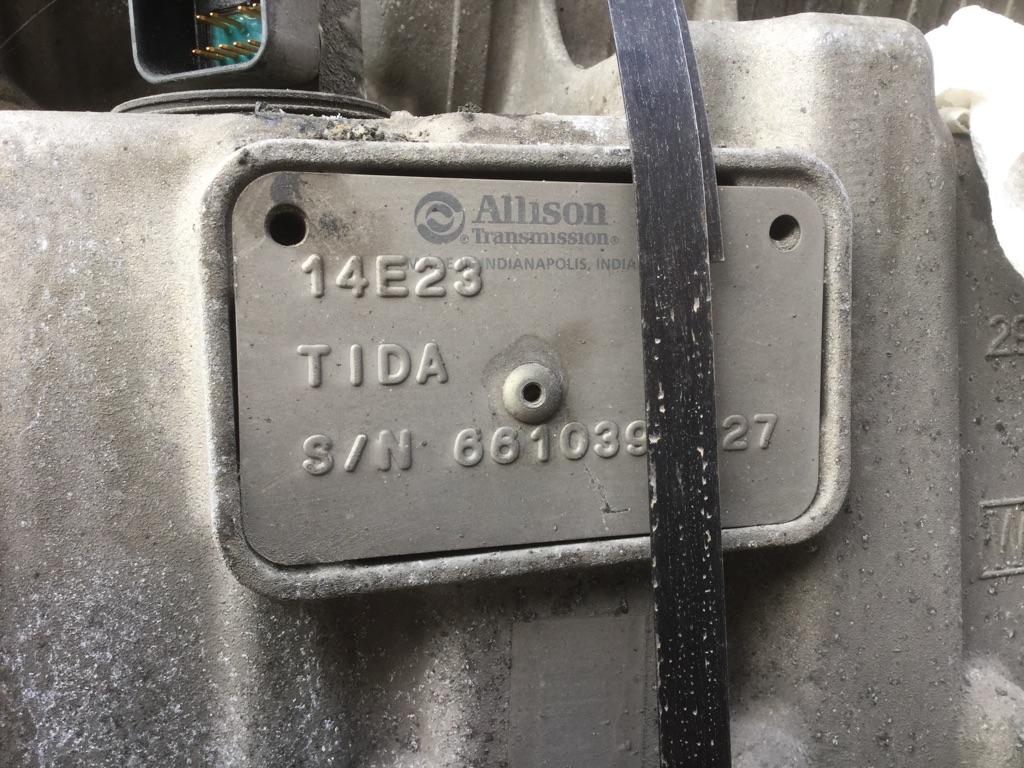 Allison
Transmission®
INDIANAPOLIS, INDIA
14E23
TIDA
S/N 661039 27